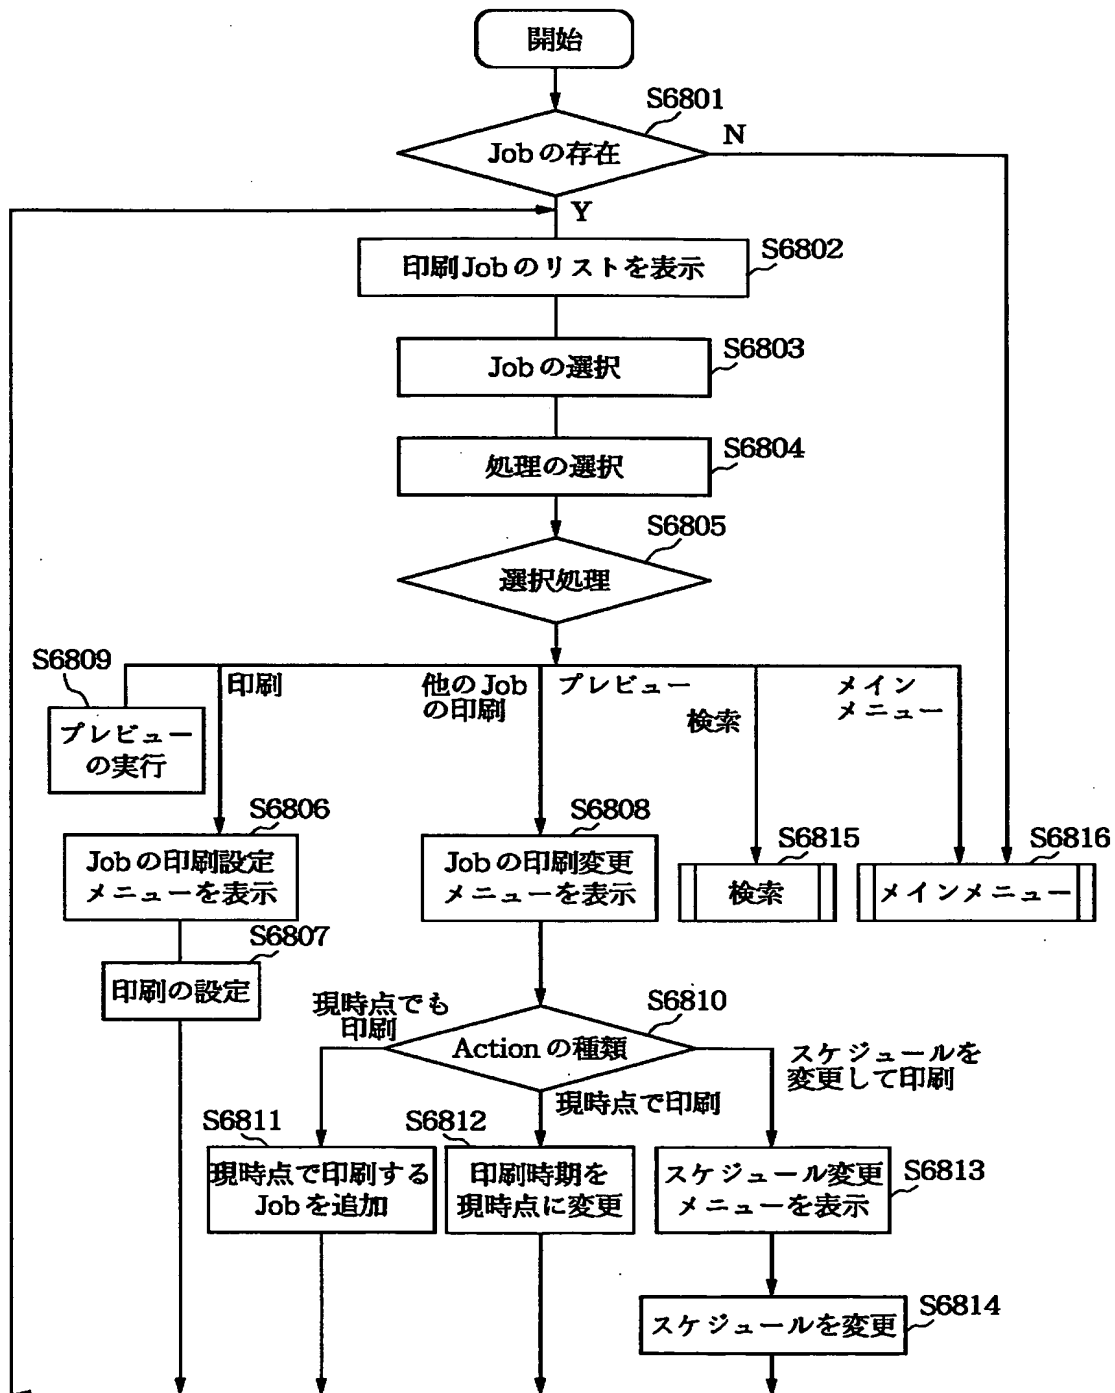 開始
S6801
Jobの存在
N
Y
印刷Jobのリストを表示
S6802
Jobの選択
S6803
処理の選択
S6804
S6805
選択処理
S6809
印刷
他のJob
の印刷
プレビュー
検索
メイン
メニュー
プレビュー
の実行
S6806
S6808
S6815
S6816
Jobの印刷設定
メニューを表示
Jobの印刷変更
メニューを表示
検索
メインメニュー
S6807
印刷の設定
現時点でも
印刷
S6810
Actionの種類
スケジュールを
変更して印刷
現時点で印刷
S6811
S6812
現時点で印刷する
Jobを追加
印刷時期を
現時点に変更
スケジュール変更
メニューを表示
S6813
スケジュールを変更
S6814